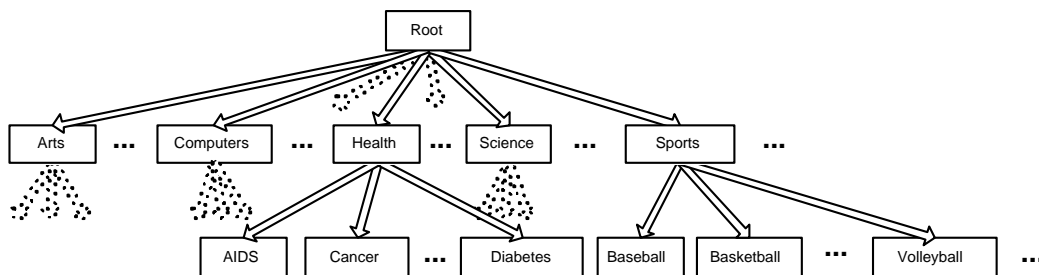 Root
Arts ... Computers ... Health ... Science ... Sports ...
AIDS Cancer ... Diabetes Baseball Basketball ... Volleyball ...